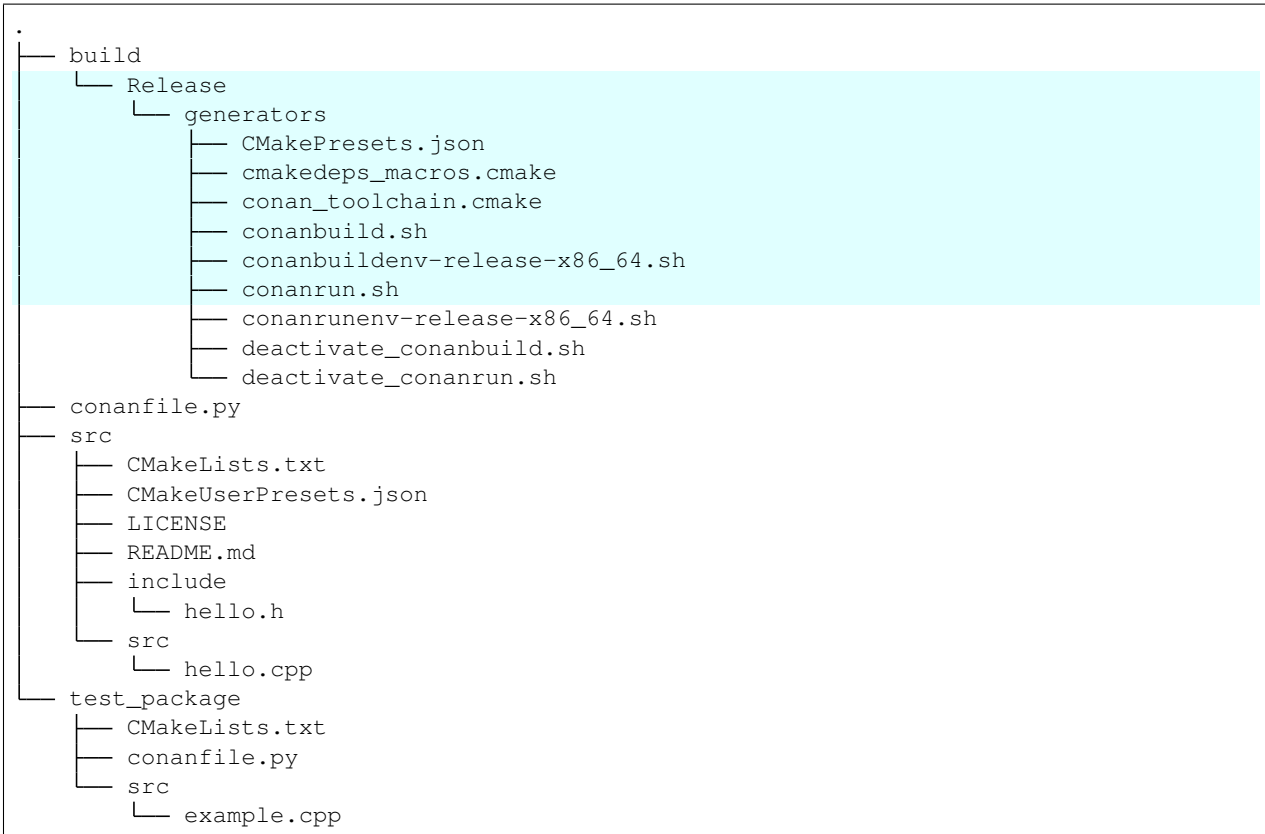 .
├── build
│   └── Release
│       └── generators
│           ├── CMakePresets.json
│           ├── cmakedeps_macros.cmake
│           ├── conan_toolchain.cmake
│           ├── conanbuild.sh
│           ├── conanbuildenv-release-x86_64.sh
│           ├── conanrun.sh
│           ├── conanrunenv-release-x86_64.sh
│           ├── deactivate_conanbuild.sh
│           └── deactivate_conanrun.sh
├── conanfile.py
├── src
│   ├── CMakeLists.txt
│   ├── CMakeUserPresets.json
│   ├── LICENSE
│   ├── README.md
│   ├── include
│   │   └── hello.h
│   └── src
│       └── hello.cpp
└── test_package
    ├── CMakeLists.txt
    ├── conanfile.py
    └── src
        └── example.cpp